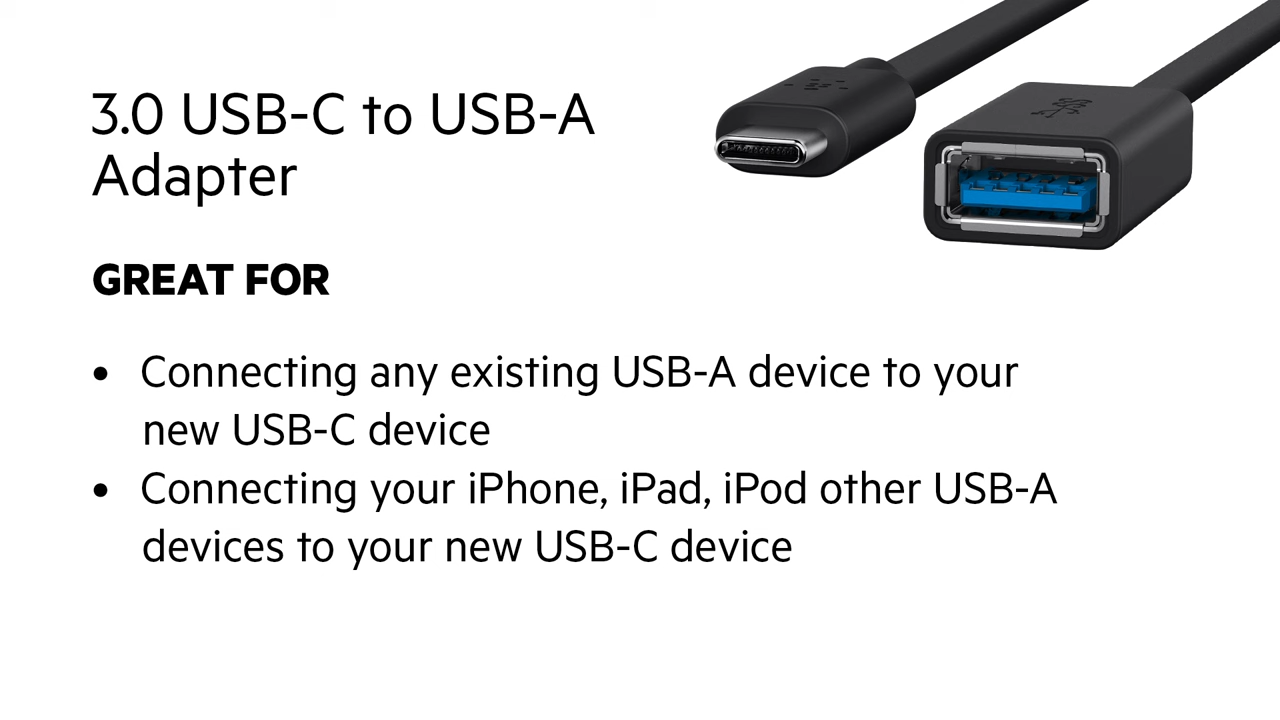 3.0 USB-C to USB-A
Adapter
GREAT FOR
• Connecting any existing USB-A device to your
new USB-C device
• Connecting your iPhone, iPad, iPod other USB-A
devices to your new USB-C device